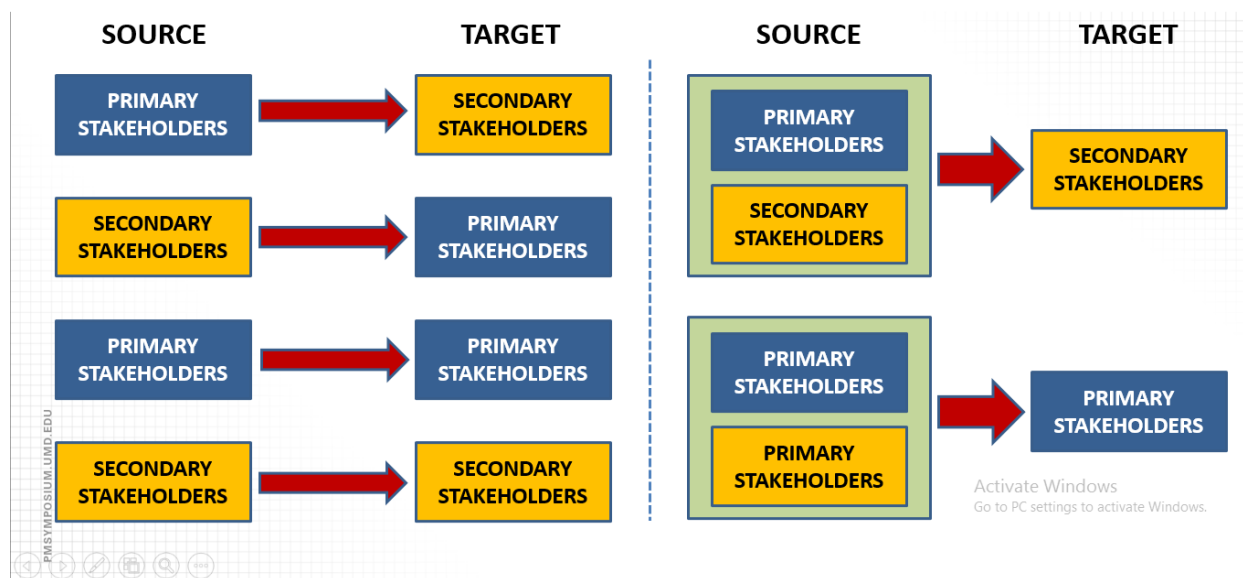 SOURCE
TARGET
PRIMARY
STAKEHOLDERS
SECONDARY
STAKEHOLDERS
SECONDARY
STAKEHOLDERS
PRIMARY
STAKEHOLDERS
PRIMARY
STAKEHOLDERS
PRIMARY
STAKEHOLDERS
SECONDARY
STAKEHOLDERS
SECONDARY
STAKEHOLDERS
SOURCE
TARGET
PRIMARY
STAKEHOLDERS
SECONDARY
STAKEHOLDERS
SECONDARY
STAKEHOLDERS
PRIMARY
STAKEHOLDERS
PRIMARY
STAKEHOLDERS
PRIMARY
STAKEHOLDERS
Activate Windows
Go to PC settings to activate Windows.
PMSYMPOSIUM.UMD.EDU